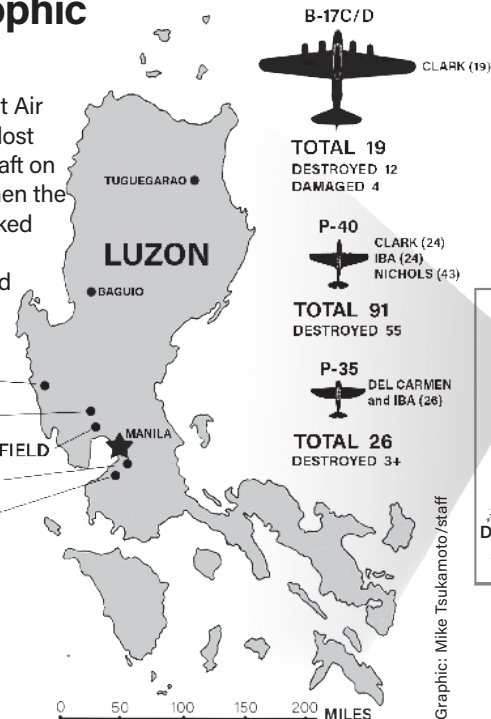 ophic
t Air
lost
aft on
en the
ked
d
B-17C/D
CLARK (19)
TOTAL 19
DESTROYED 12
DAMAGED 4
TUGUEGARAO
P-40
CLARK (24)
IBA (24)
NICHOLS (43)
LUZON
BAGUIO
TOTAL 91
DESTROYED 55
P-35
DEL CARMEN
and IBA (26)
MANILA
FIELD
TOTAL 26
DESTROYED 3+
D
Graphic: Mike Tsukamoto/staff
0 50 100 150 200 MILES